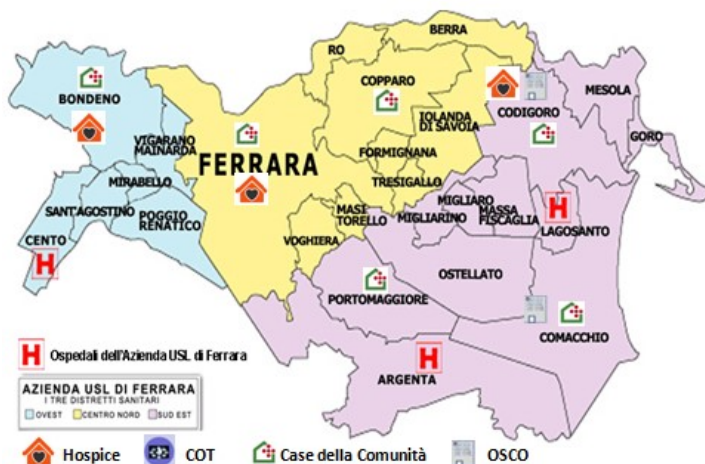 BERRA
RO
COPPARO
MESOLA
BONDENO
CODIGORO
IOLANDA
DI SAVOIA
GORO
VIGARANO
MAINARDA
FERRARA
FORMIGNANA
MIRABELLO
TRESIGALLO
SANT'AGOSTINO
POGGIO
RENATICO
MASI
TORELLO
MIGLIARO
MIGLIARINO
MASSA
FISCAGLIA
LAGOSANTO
CENTO
H
VOGHIERA
H
OSTELLATO
PORTOMAGGIORE
COMACCHIO
H
ARGENTA
H Ospedali dell'Azienda USL di Ferrara
AZIENDA USL DI FERRARA
I TRE DISTRETTI SANITARI
OVEST CENTRO NORD SUD EST
Hospice COT Case della Comunità OSCO